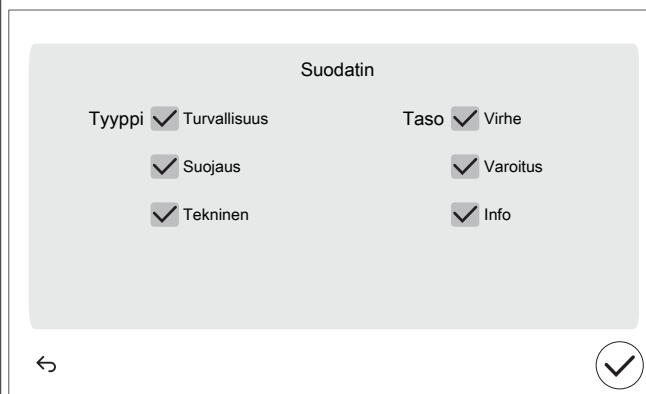 Suodatin
Tyyppi Turvallisuus Taso Virhe
Suojaus Varoitus
Tekninen Info